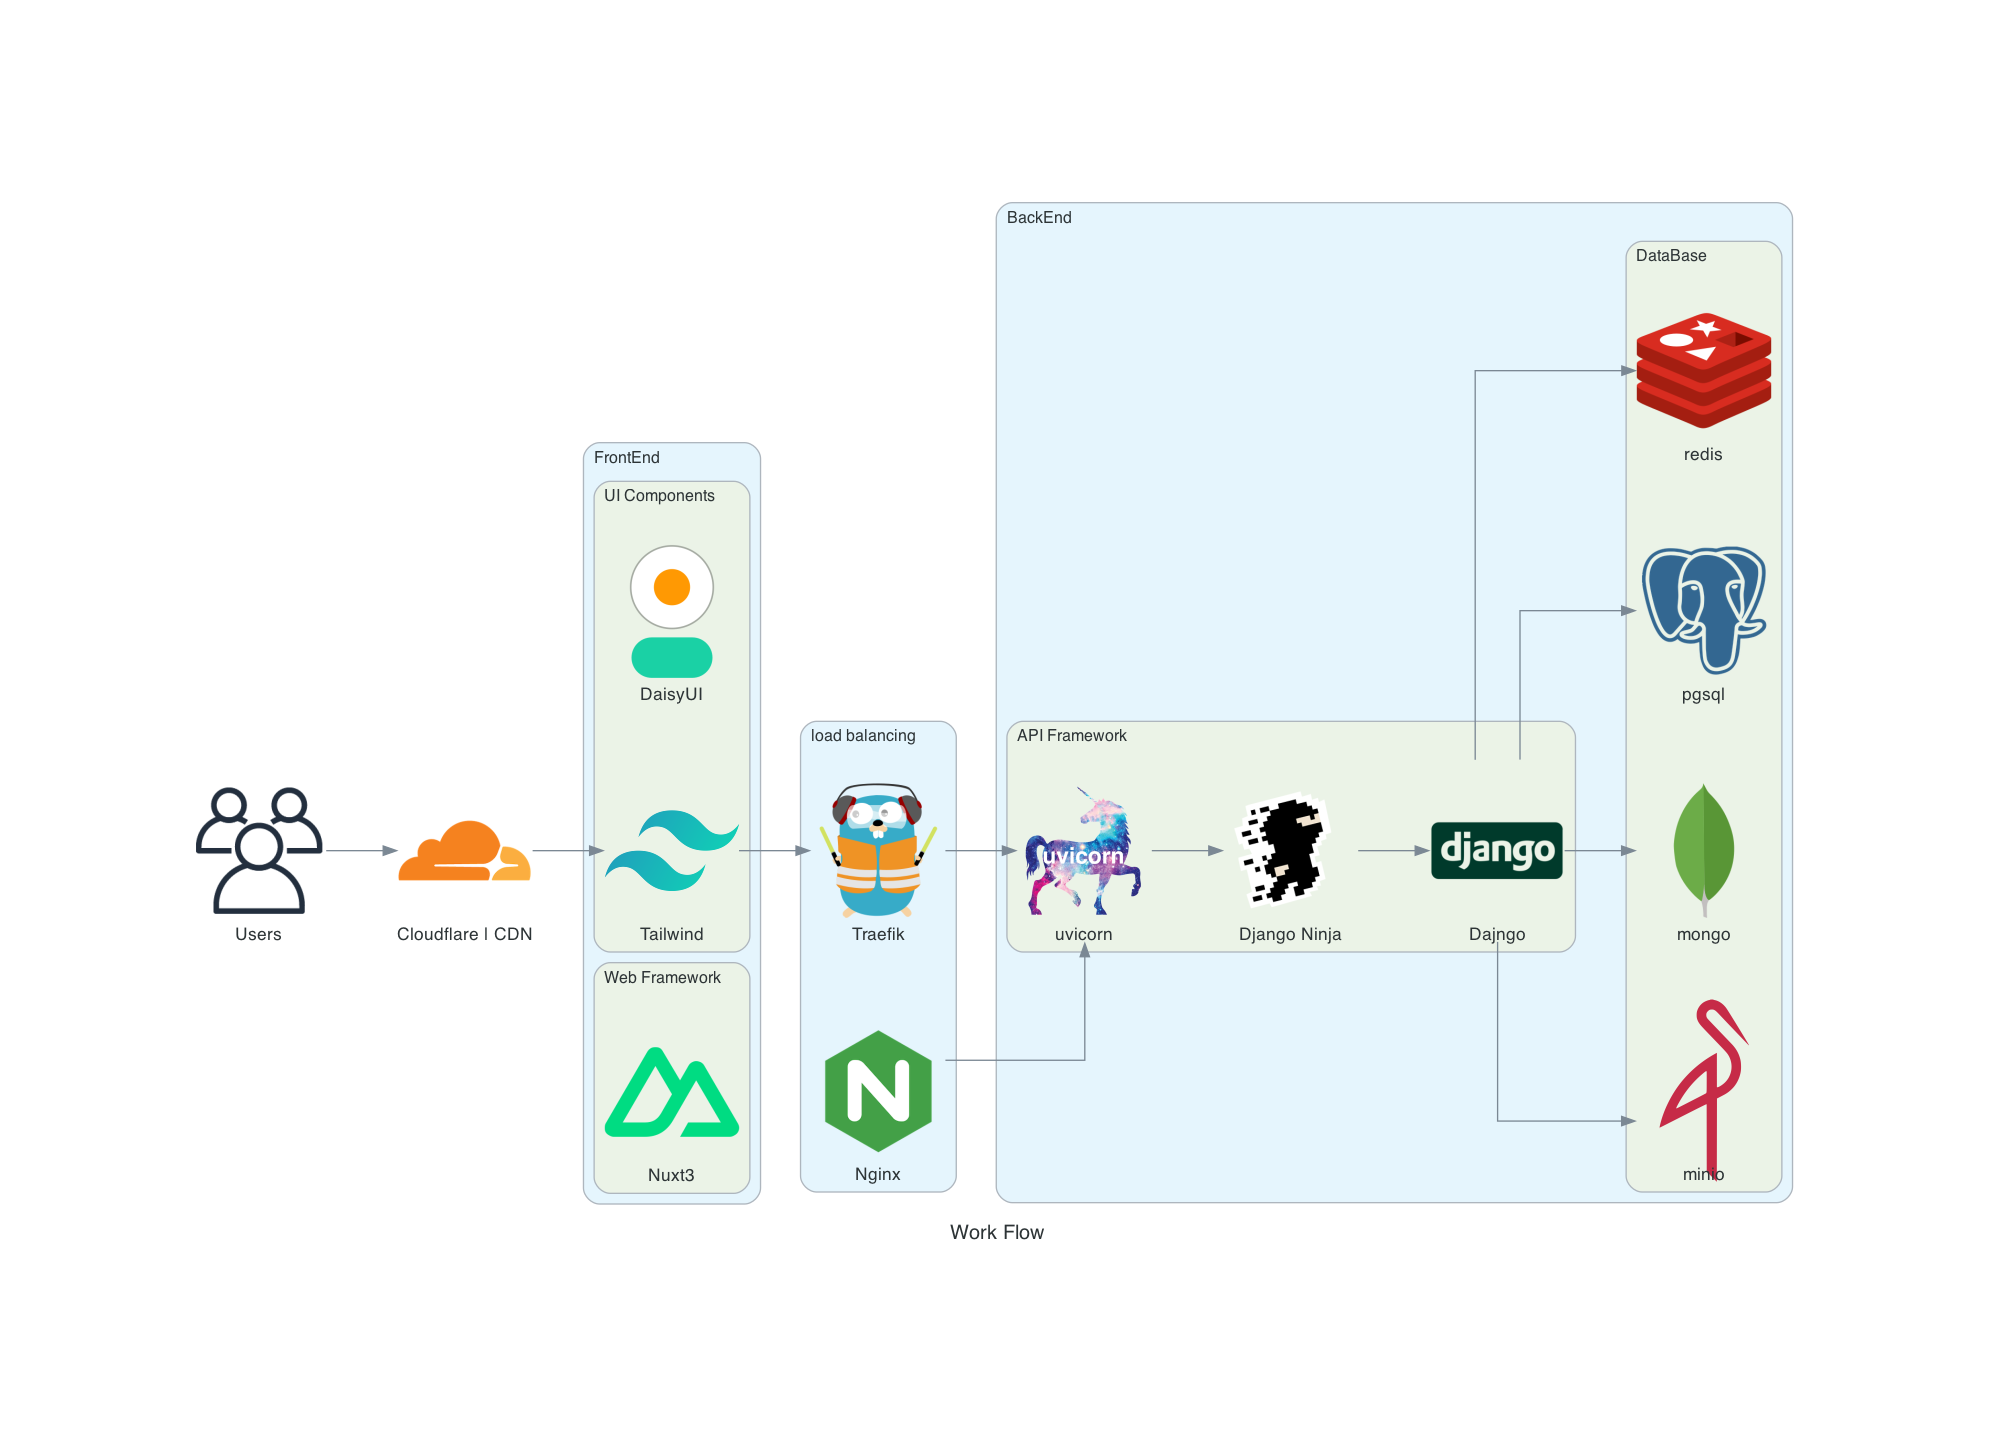 BackEnd
DataBase
redis
FrontEnd
UI Components
DaisyUI
pgsql
load balancing
API Framework
uvicorn
django
Users
Cloudflare | CDN
Tailwind
Traefik
uvicorn
Django Ninja
Dajngo
mongo
Web Framework
Nuxt3
N
Nginx
minio
Work Flow